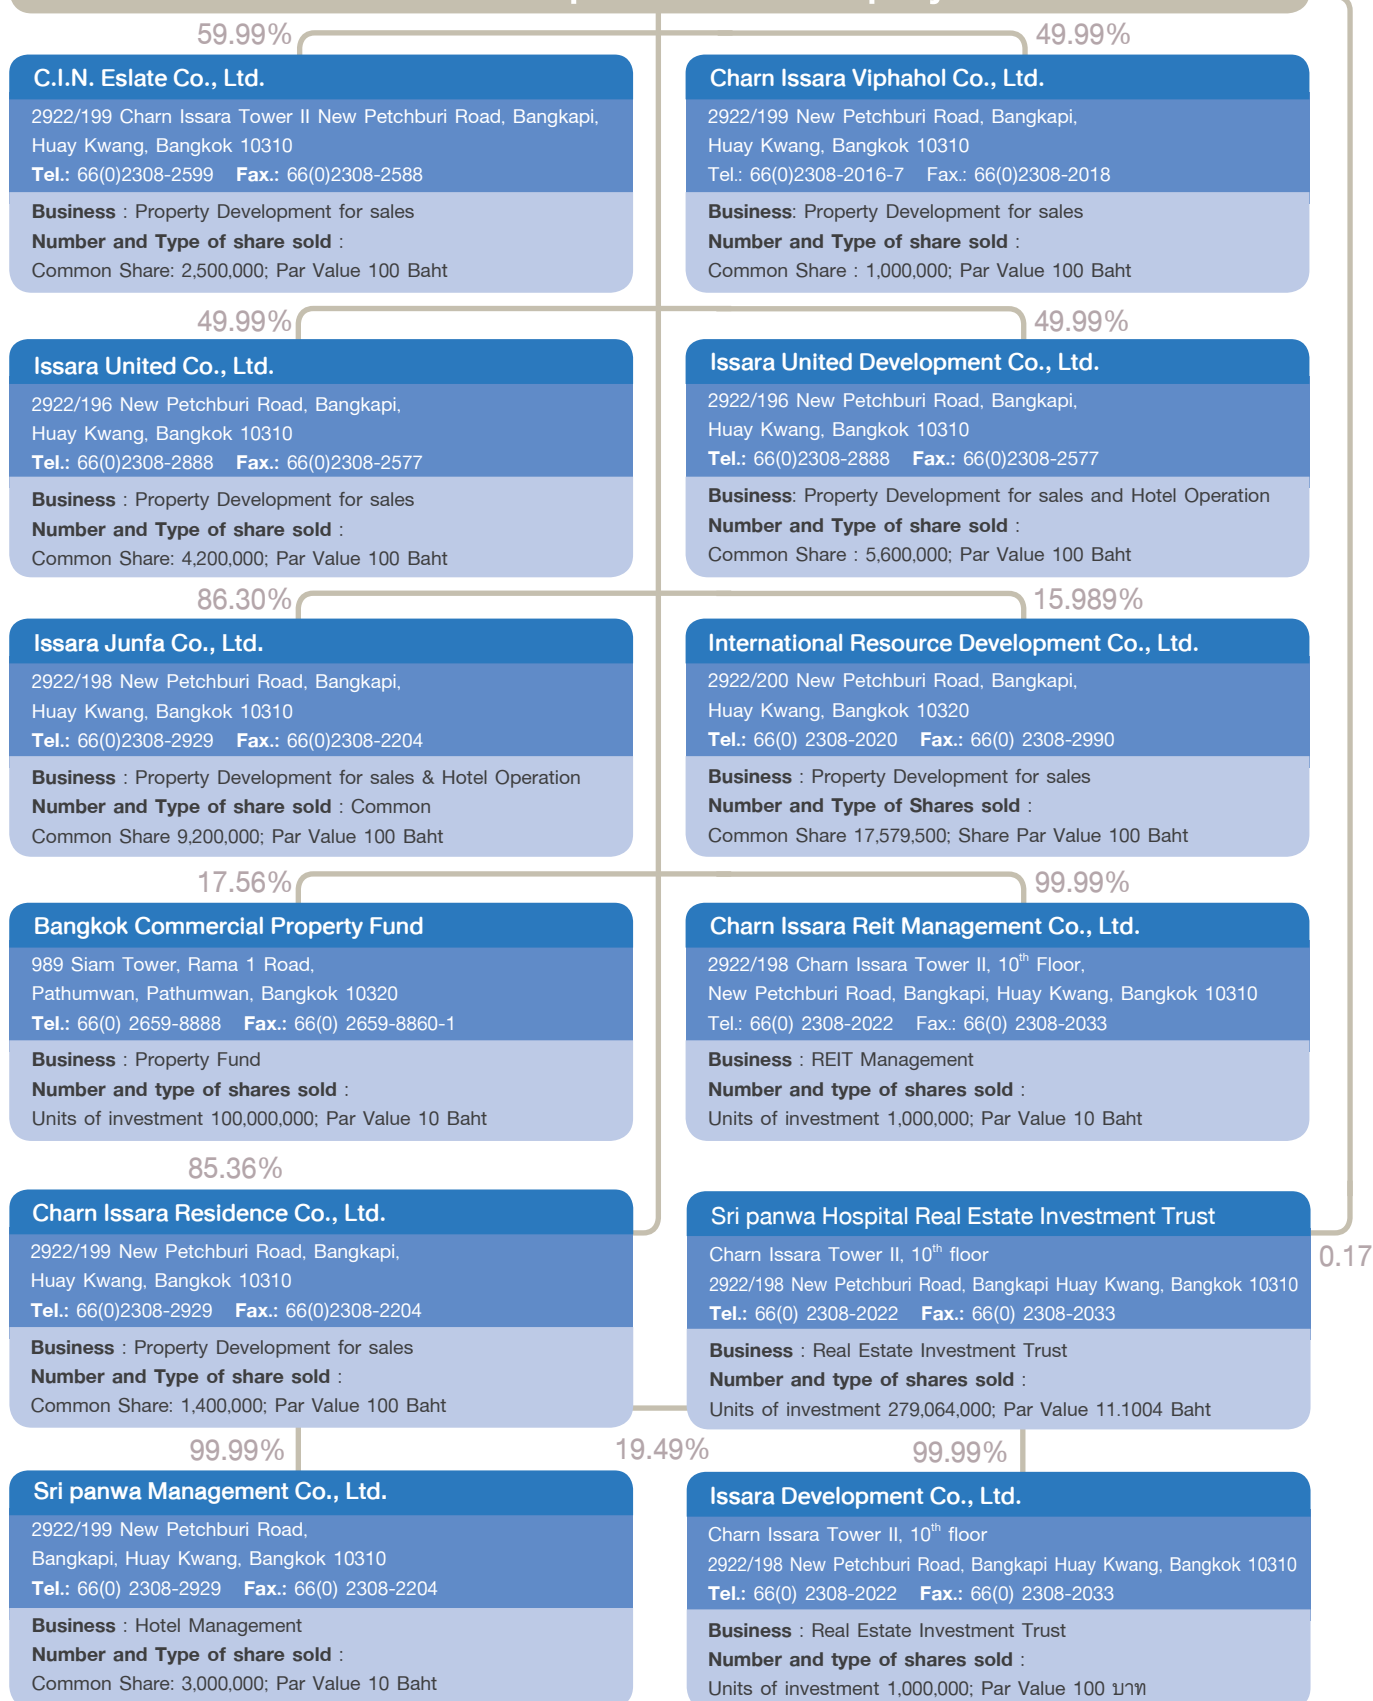 59.99%
49.99%
C.I.N. Eslate Co., Ltd.
2922/199 Charn Issara Tower II New Petchburi Road, Bangkapi,
Huay Kwang, Bangkok 10310
Tel.: 66(0)2308-2599 Fax.: 66(0)2308-2588
Business : Property Development for sales
Number and Type of share sold :
Common Share: 2,500,000; Par Value 100 Baht
Charn Issara Viphahol Co., Ltd.
2922/199 New Petchburi Road, Bangkapi,
Huay Kwang, Bangkok 10310
Tel.: 66(0)2308-2016-7 Fax.: 66(0)2308-2018
Business: Property Development for sales
Number and Type of share sold :
Common Share : 1,000,000; Par Value 100 Baht
49.99%
49.99%
Issara United Co., Ltd.
2922/196 New Petchburi Road, Bangkapi,
Huay Kwang, Bangkok 10310
Tel.: 66(0)2308-2888 Fax.: 66(0)2308-2577
Business : Property Development for sales
Number and Type of share sold :
Common Share: 4,200,000; Par Value 100 Baht
Issara United Development Co., Ltd.
2922/196 New Petchburi Road, Bangkapi,
Huay Kwang, Bangkok 10310
Tel.: 66(0)2308-2888 Fax.: 66(0)2308-2577
Business: Property Development for sales and Hotel Operation
Number and Type of share sold :
Common Share : 5,600,000; Par Value 100 Baht
86.30%
15.989%
Issara Junfa Co., Ltd.
2922/198 New Petchburi Road, Bangkapi,
Huay Kwang, Bangkok 10310
Tel.: 66(0)2308-2929 Fax.: 66(0)2308-2204
Business : Property Development for sales & Hotel Operation
Number and Type of share sold : Common
Common Share 9,200,000; Par Value 100 Baht
International Resource Development Co., Ltd.
2922/200 New Petchburi Road, Bangkapi,
Huay Kwang, Bangkok 10320
Tel.: 66(0) 2308-2020 Fax.: 66(0) 2308-2990
Business : Property Development for sales
Number and Type of Shares sold :
Common Share 17,579,500; Share Par Value 100 Baht
17.56%
99.99%
Bangkok Commercial Property Fund
989 Siam Tower, Rama 1 Road,
Pathumwan, Pathumwan, Bangkok 10320
Tel.: 66(0) 2659-8888 Fax.: 66(0) 2659-8860-1
Business : Property Fund
Number and type of shares sold :
Units of investment 100,000,000; Par Value 10 Baht
Charn Issara Reit Management Co., Ltd.
2922/198 Charn Issara Tower II, 10th Floor,
New Petchburi Road, Bangkapi, Huay Kwang, Bangkok 10310
Tel.: 66(0) 2308-2022 Fax.: 66(0) 2308-2033
Business : REIT Management
Number and type of shares sold :
Units of investment 1,000,000; Par Value 10 Baht
85.36%
Charn Issara Residence Co., Ltd.
2922/199 New Petchburi Road, Bangkapi,
Huay Kwang, Bangkok 10310
Tel.: 66(0)2308-2929 Fax.: 66(0)2308-2204
Business : Property Development for sales
Number and Type of share sold :
Common Share: 1,400,000; Par Value 100 Baht
Sri panwa Hospital Real Estate Investment Trust
Charn Issara Tower II, 10th floor
2922/198 New Petchburi Road, Bangkapi Huay Kwang, Bangkok 10310
Tel.: 66(0) 2308-2022 Fax.: 66(0) 2308-2033
Business : Real Estate Investment Trust
Number and type of shares sold :
Units of investment 279,064,000; Par Value 11.1004 Baht
0.17
99.99%
19.49%
99.99%
Sri panwa Management Co., Ltd.
2922/199 New Petchburi Road,
Bangkapi, Huay Kwang, Bangkok 10310
Tel.: 66(0) 2308-2929 Fax.: 66(0) 2308-2204
Business : Hotel Management
Number and Type of share sold :
Common Share: 3,000,000; Par Value 10 Baht
Issara Development Co., Ltd.
Charn Issara Tower II, 10th floor
2922/198 New Petchburi Road, Bangkapi Huay Kwang, Bangkok 10310
Tel.: 66(0) 2308-2022 Fax.: 66(0) 2308-2033
Business : Real Estate Investment Trust
Number and type of shares sold :
Units of investment 1,000,000; Par Value 100 บาท